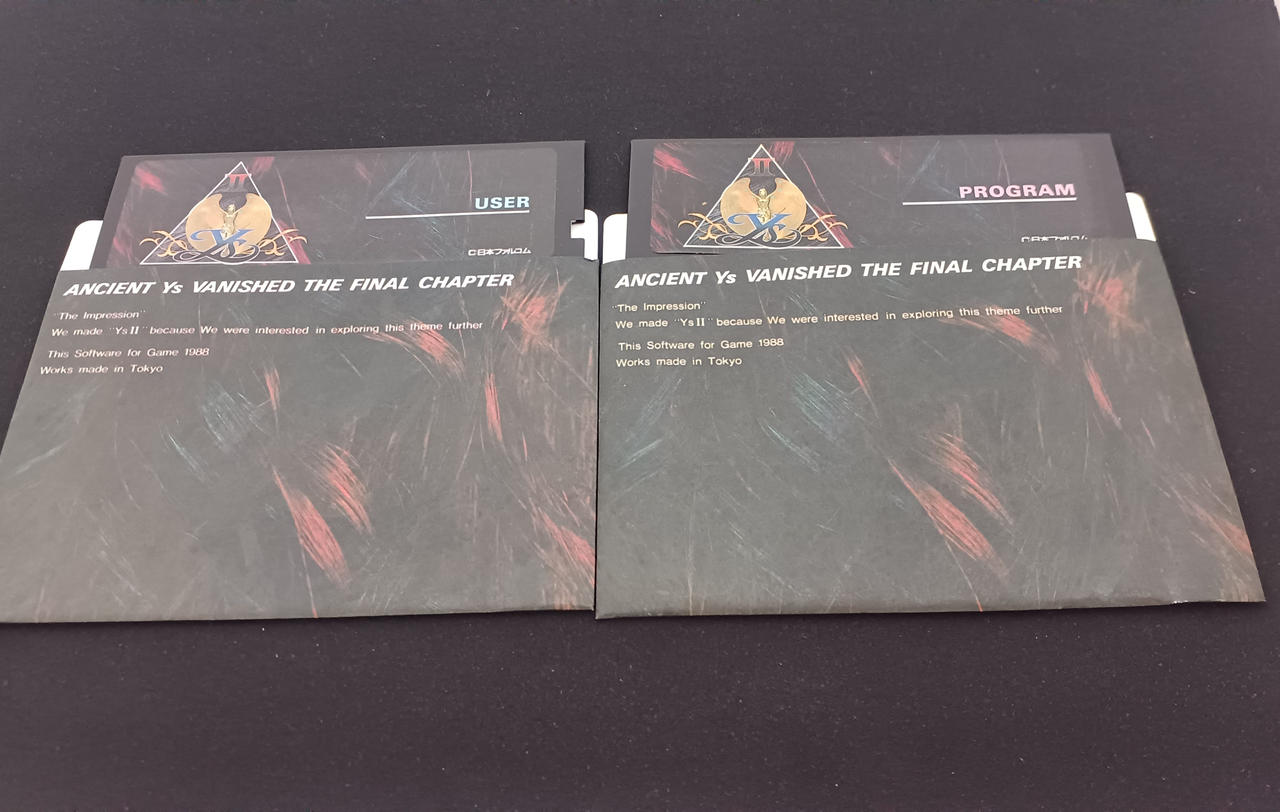 II
Ys
USER
©日本ファルコム
ANCIENT Ys VANISHED THE FINAL CHAPTER
"The Impression"
We made "Ys II" because We were interested in exploring this theme further
This Software for Game 1988
Works made in Tokyo
II
Ys
PROGRAM
©日本ファルコム
ANCIENT Ys VANISHED THE FINAL CHAPTER
"The Impression"
We made "Ys II" because We were interested in exploring this theme further
This Software for Game 1988
Works made in Tokyo